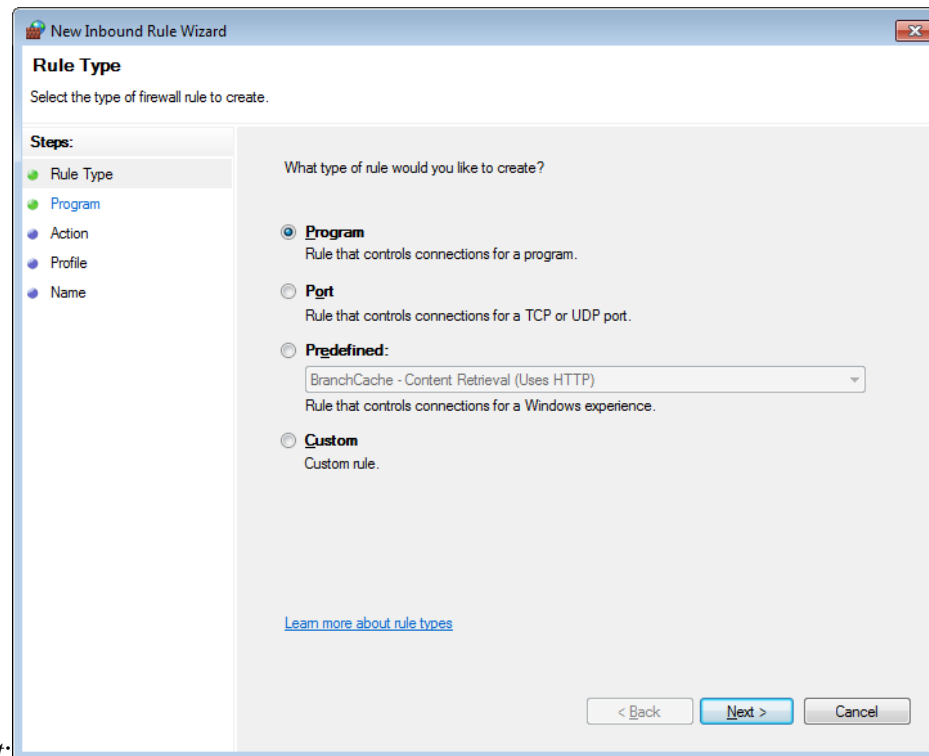 New Inbound Rule Wizard
Rule Type
Select the type of firewall rule to create.
Steps:
Rule Type
Program
Action
Profile
Name
What type of rule would you like to create?
Program
Rule that controls connections for a program.
Port
Rule that controls connections for a TCP or UDP port.
Predefined:
BranchCache - Content Retrieval (Uses HTTP)
Rule that controls connections for a Windows experience.
Custom
Custom rule.
Learn more about rule types
< Back Next > Cancel